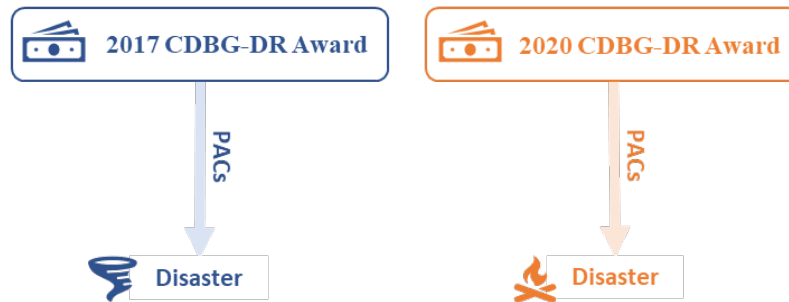 2017 CDBG-DR Award
2020 CDBG-DR Award
PACs
PACs
Disaster
Disaster